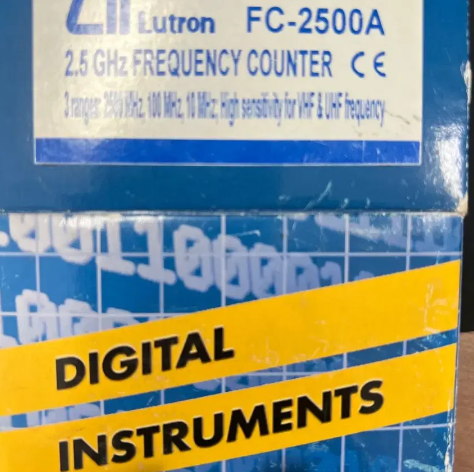 Lutron FC-2500A
2.5 GHz FREQUENCY COUNTER CE
3 ranges: 2500 MHz, 100 MHz, 10 MHz, High sensitivity for VHF & UHF frequency
DIGITAL
INSTRUMENTS